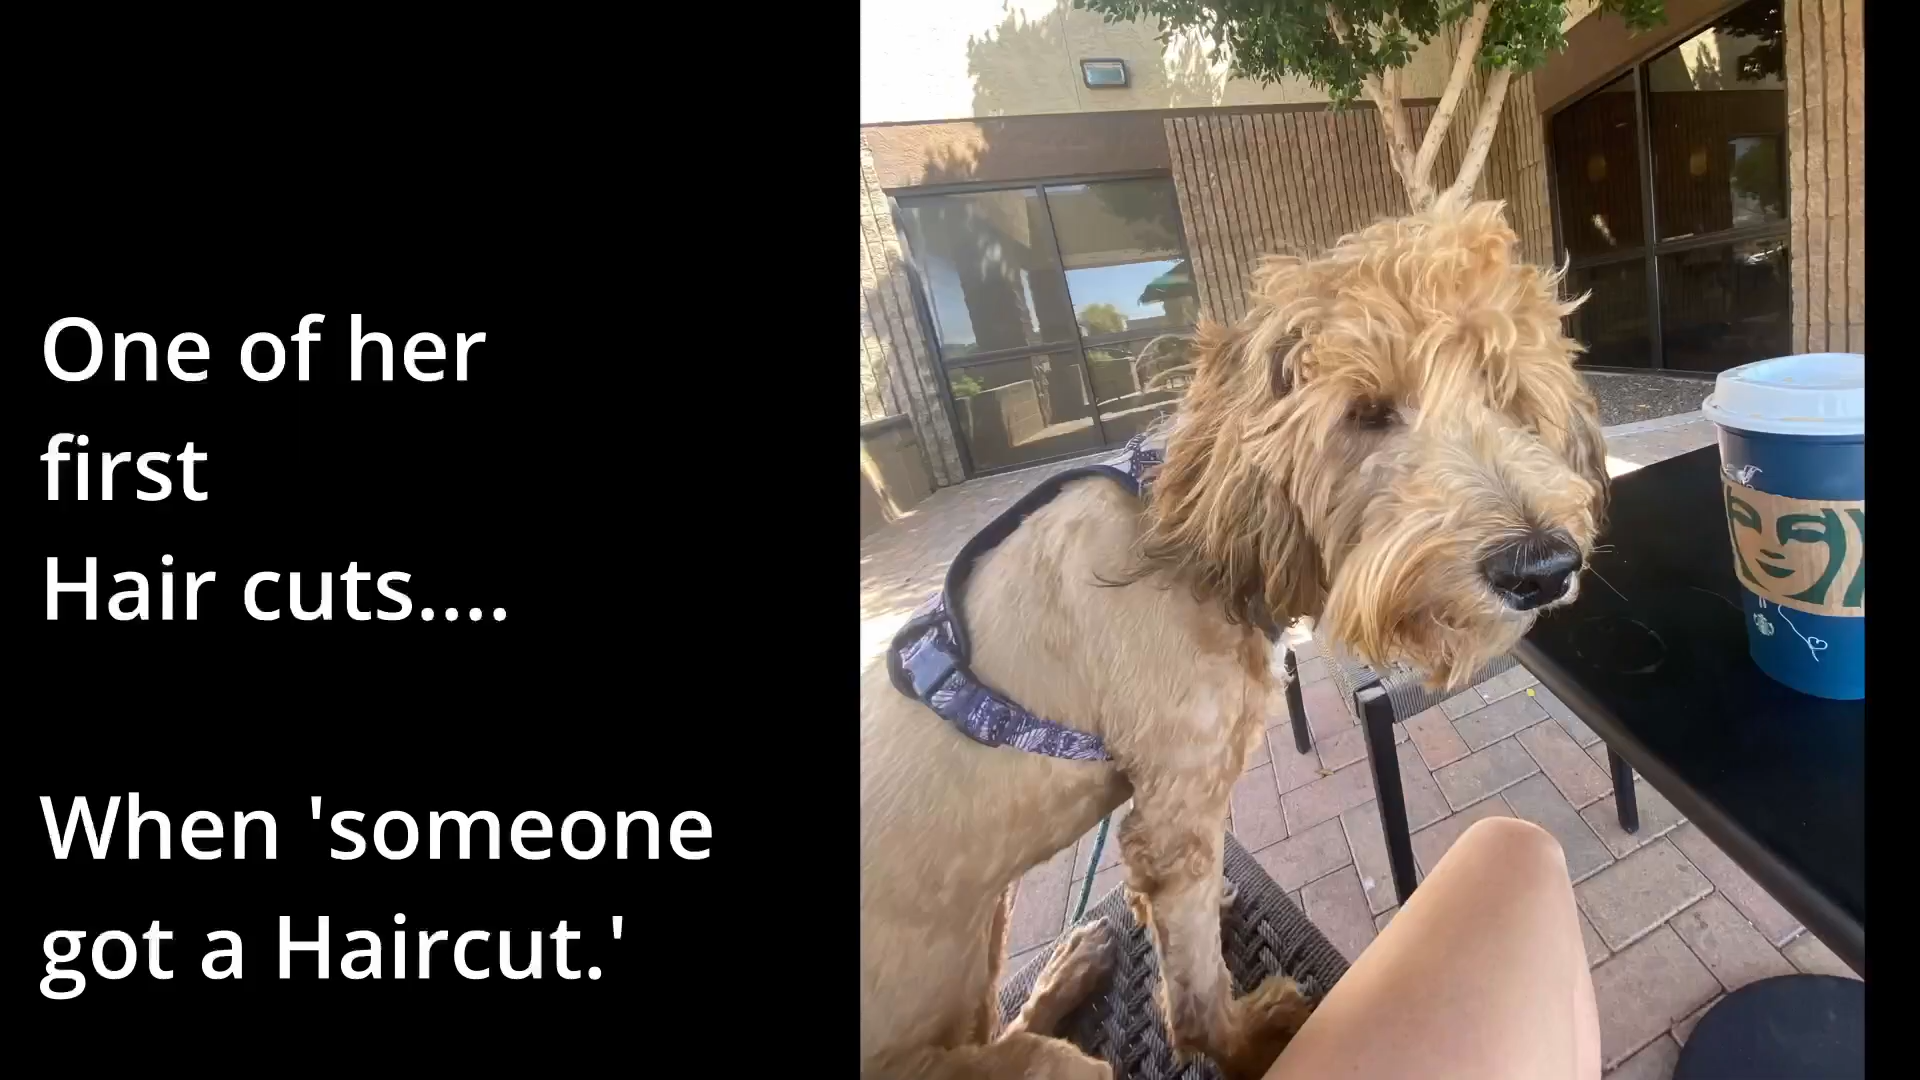 One of her
first
Hair cuts....
When 'someone
got a Haircut.'